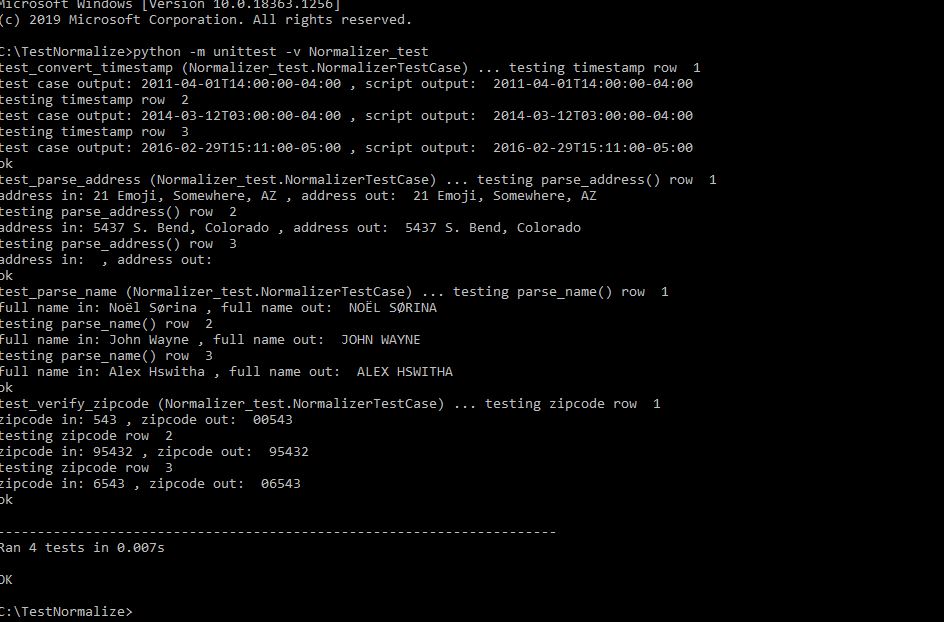 Microsoft Windows [Version 10.0.18363.1256]
(c) 2019 Microsoft Corporation. All rights reserved.

C:\TestNormalize>python -m unittest -v Normalizer_test
test_convert_timestamp (Normalizer_test.NormalizerTestCase) ... testing timestamp row  1
test case output: 2011-04-01T14:00:00-04:00 , script output:  2011-04-01T14:00:00-04:00
testing timestamp row  2
test case output: 2014-03-12T03:00:00-04:00 , script output:  2014-03-12T03:00:00-04:00
testing timestamp row  3
test case output: 2016-02-29T15:11:00-05:00 , script output:  2016-02-29T15:11:00-05:00
ok
test_parse_address (Normalizer_test.NormalizerTestCase) ... testing parse_address() row  1
address in: 21 Emoji, Somewhere, AZ , address out:  21 Emoji, Somewhere, AZ
testing parse_address() row  2
address in: 5437 S. Bend, Colorado , address out:  5437 S. Bend, Colorado
testing parse_address() row  3
address in:  , address out:
ok
test_parse_name (Normalizer_test.NormalizerTestCase) ... testing parse_name() row  1
full name in: Noël Sørina , full name out:  NOËL SØRINA
testing parse_name() row  2
full name in: John Wayne , full name out:  JOHN WAYNE
testing parse_name() row  3
full name in: Alex Hswitha , full name out:  ALEX HSWITHA
ok
test_verify_zipcode (Normalizer_test.NormalizerTestCase) ... testing zipcode row  1
zipcode in: 543 , zipcode out:  00543
testing zipcode row  2
zipcode in: 95432 , zipcode out:  95432
testing zipcode row  3
zipcode in: 6543 , zipcode out:  06543
ok

----------------------------------------------------------------------
Ran 4 tests in 0.007s

OK

C:\TestNormalize>